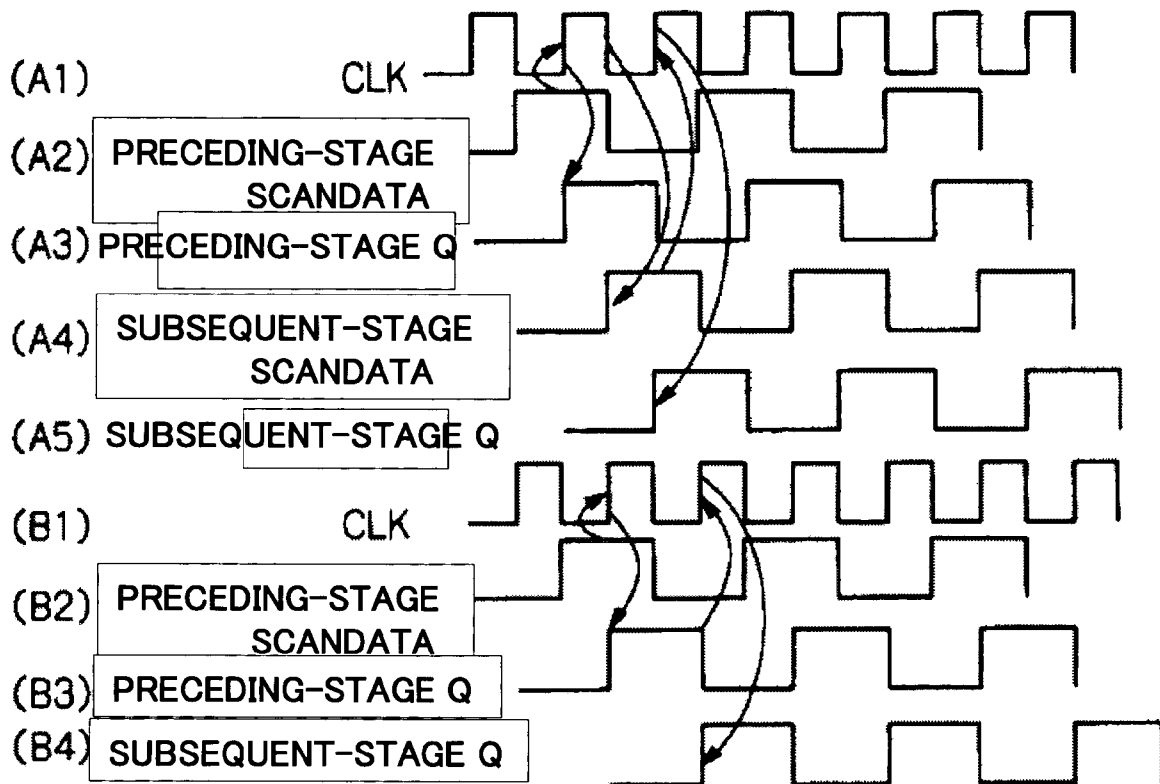 (A1) CLK
(A2) PRECEDING-STAGE
SCANDATA
(A3) PRECEDING-STAGE Q
(A4) SUBSEQUENT-STAGE
SCANDATA
(A5) SUBSEQUENT-STAGE Q
(B1) CLK
(B2) PRECEDING-STAGE
SCANDATA
(B3) PRECEDING-STAGE Q
(B4) SUBSEQUENT-STAGE Q